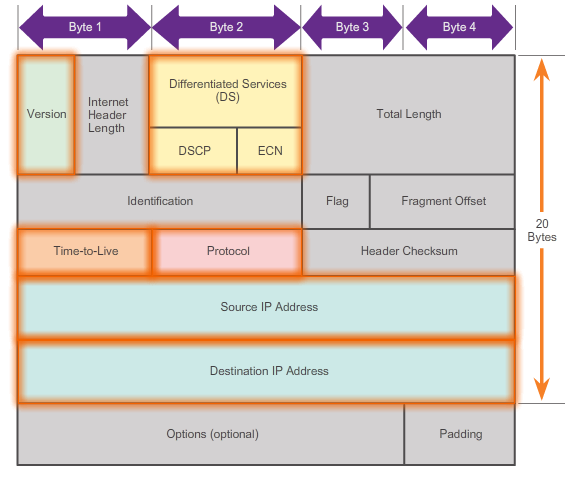 Byte 1
Byte 2
Byte 3
Byte 4
Version
Internet
Header
Length
Differentiated Services
(DS)
DSCP
ECN
Total Length
Identification
Flag
Fragment Offset
20
Bytes
Time-to-Live
Protocol
Header Checksum
Source IP Address
Destination IP Address
Options (optional)
Padding